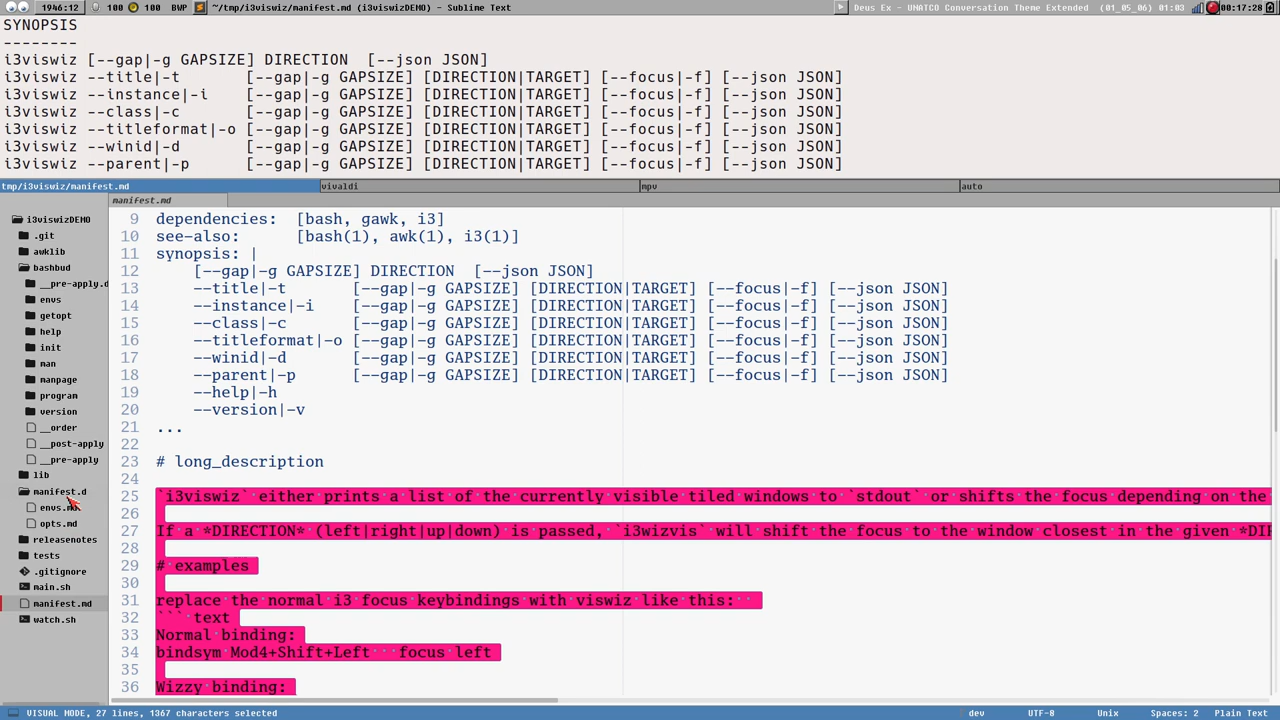 1946:12 100 100 BWP ~/tmp/i3viswiz/manifest.md (i3viswizDEMO) - Sublime Text Deus Ex - UNATCO Conversation Theme Extended (01_05_06) 01:03 00:17:28
SYNOPSIS
--------
i3viswiz [--gap|-g GAPSIZE] DIRECTION  [--json JSON]
i3viswiz --title|-t       [--gap|-g GAPSIZE] [DIRECTION|TARGET] [--focus|-f] [--json JSON]
i3viswiz --instance|-i    [--gap|-g GAPSIZE] [DIRECTION|TARGET] [--focus|-f] [--json JSON]
i3viswiz --class|-c       [--gap|-g GAPSIZE] [DIRECTION|TARGET] [--focus|-f] [--json JSON]
i3viswiz --titleformat|-o [--gap|-g GAPSIZE] [DIRECTION|TARGET] [--focus|-f] [--json JSON]
i3viswiz --winid|-d       [--gap|-g GAPSIZE] [DIRECTION|TARGET] [--focus|-f] [--json JSON]
i3viswiz --parent|-p      [--gap|-g GAPSIZE] [DIRECTION|TARGET] [--focus|-f] [--json JSON]
tmp/i3viswiz/manifest.md vivaldi mpv auto
i3viswizDEMO
.git
awklib
bashbud
__pre-apply.d
envs
getopt
help
init
man
manpage
program
version
__order
__post-apply
__pre-apply
lib
manifest.d
envs.md
opts.md
releasenotes
tests
.gitignore
main.sh
manifest.md
watch.sh
manifest.md
9 dependencies:  [bash, gawk, i3]
10 see-also:      [bash(1), awk(1), i3(1)]
11 synopsis: |
12     [--gap|-g GAPSIZE] DIRECTION  [--json JSON]
13     --title|-t       [--gap|-g GAPSIZE] [DIRECTION|TARGET] [--focus|-f] [--json JSON]
14     --instance|-i    [--gap|-g GAPSIZE] [DIRECTION|TARGET] [--focus|-f] [--json JSON]
15     --class|-c       [--gap|-g GAPSIZE] [DIRECTION|TARGET] [--focus|-f] [--json JSON]
16     --titleformat|-o [--gap|-g GAPSIZE] [DIRECTION|TARGET] [--focus|-f] [--json JSON]
17     --winid|-d       [--gap|-g GAPSIZE] [DIRECTION|TARGET] [--focus|-f] [--json JSON]
18     --parent|-p      [--gap|-g GAPSIZE] [DIRECTION|TARGET] [--focus|-f] [--json JSON]
19     --help|-h
20     --version|-v
21 ...
22
23 # long_description
24
25 `i3viswiz` either prints a list of the currently visible tiled windows to `stdout` or shifts the focus depending on the
26
27 If a *DIRECTION* (left|right|up|down) is passed, `i3wizvis` will shift the focus to the window closest in the given *DIR
28
29 # examples
30
31 replace the normal i3 focus keybindings with viswiz like this:
32 ``` text
33 Normal binding:
34 bindsym Mod4+Shift+Left   focus left
35
36 Wizzy binding:
VISUAL MODE, 27 lines, 1367 characters selected dev UTF-8 Unix Spaces: 2 Plain Text